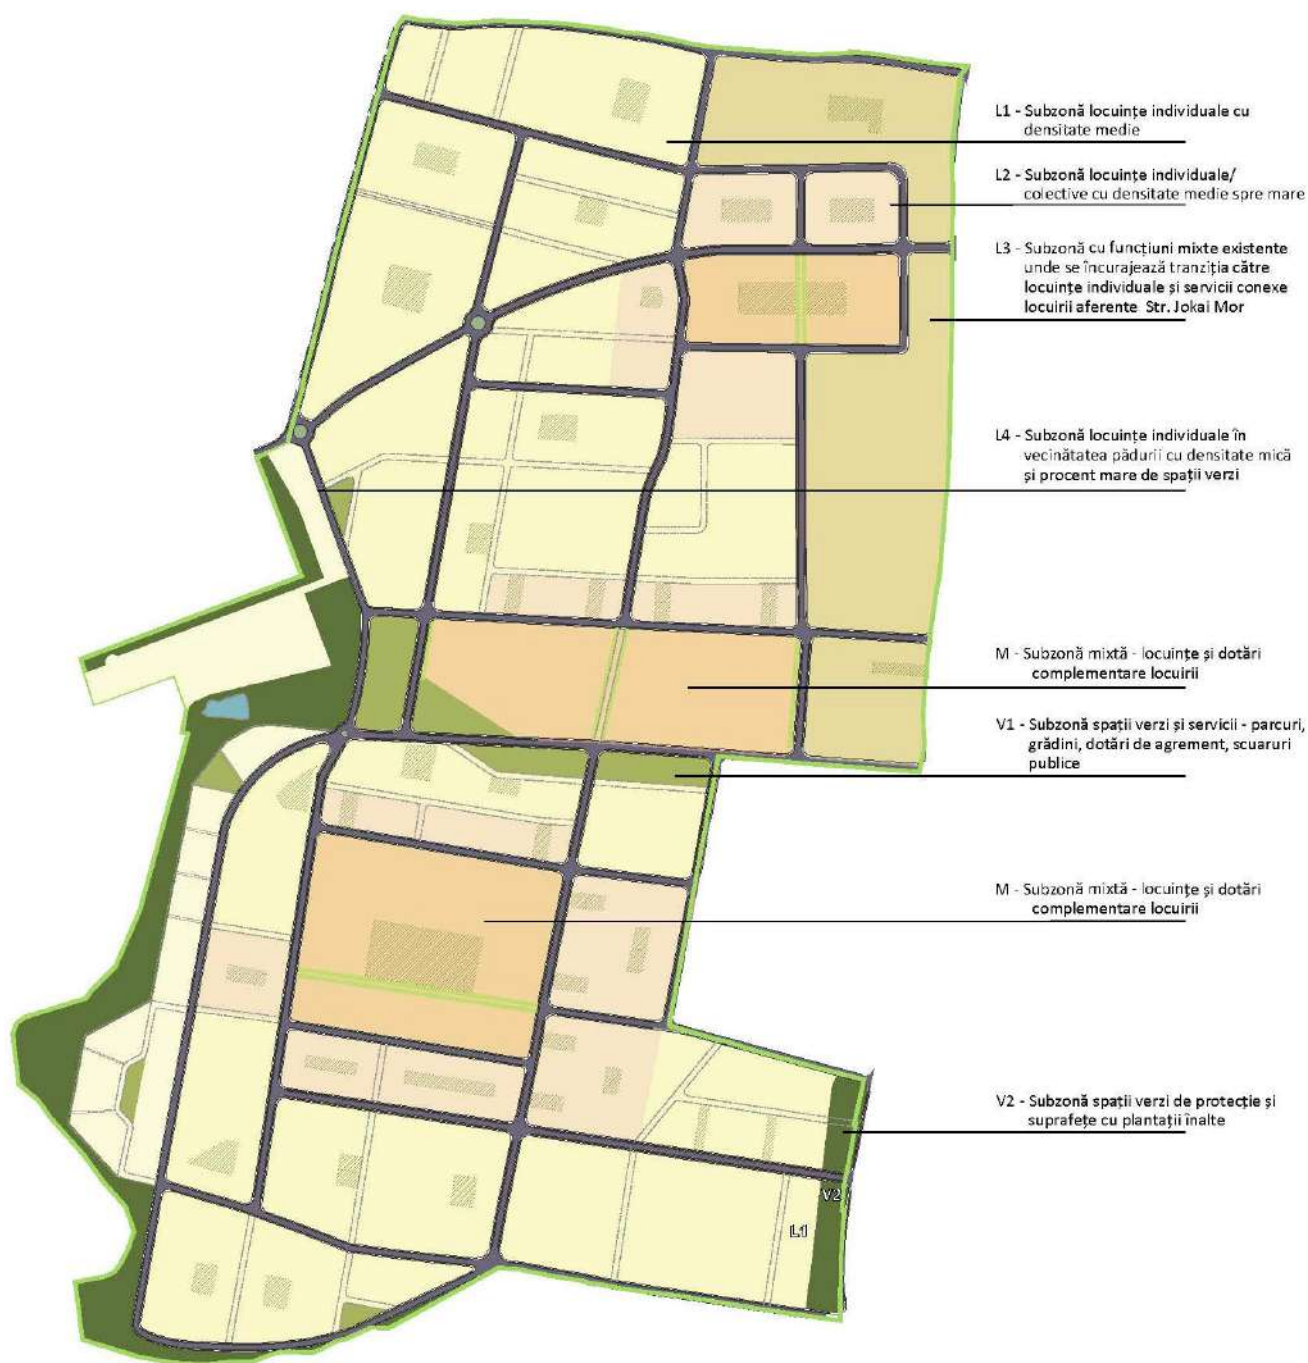 L1 - Subzonă locuințe individuale cu
densitate medie
L2 - Subzonă locuințe individuale/
colective cu densitate medie spre mare
L3 - Subzonă cu funcțiuni mixte existente
unde se încurajează tranziția către
locuințe individuale și servicii conexe
locuirii aferente Str. Jokai Mor
L4 - Subzonă locuințe individuale în
vecinătatea pădurii cu densitate mică
și procent mare de spații verzi
M - Subzonă mixtă - locuințe și dotări
complementare locuirii
V1 - Subzonă spații verzi și servicii - parcuri,
grădini, dotări de agrement, scuaruri
publice
M - Subzonă mixtă - locuințe și dotări
complementare locuirii
V2 - Subzonă spații verzi de protecție și
suprafețe cu plantații înalte
V2
L1